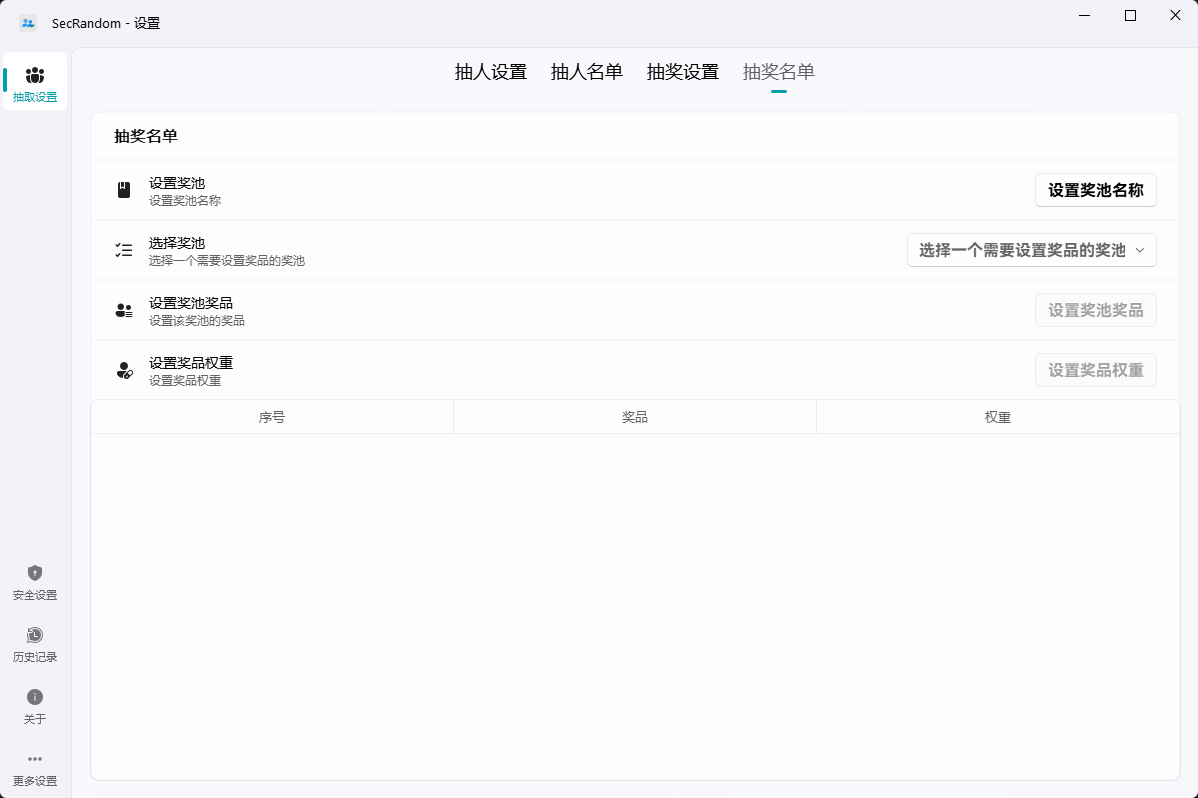 SecRandom - 设置
抽取设置
抽人设置 抽人名单 抽奖设置 抽奖名单
抽奖名单
设置奖池
设置奖池名称
设置奖池名称
选择奖池
选择一个需要设置奖品的奖池
选择一个需要设置奖品的奖池
设置奖池奖品
设置该奖池的奖品
设置奖池奖品
设置奖品权重
设置奖品权重
设置奖品权重
序号 奖品 权重
安全设置
历史记录
关于
更多设置